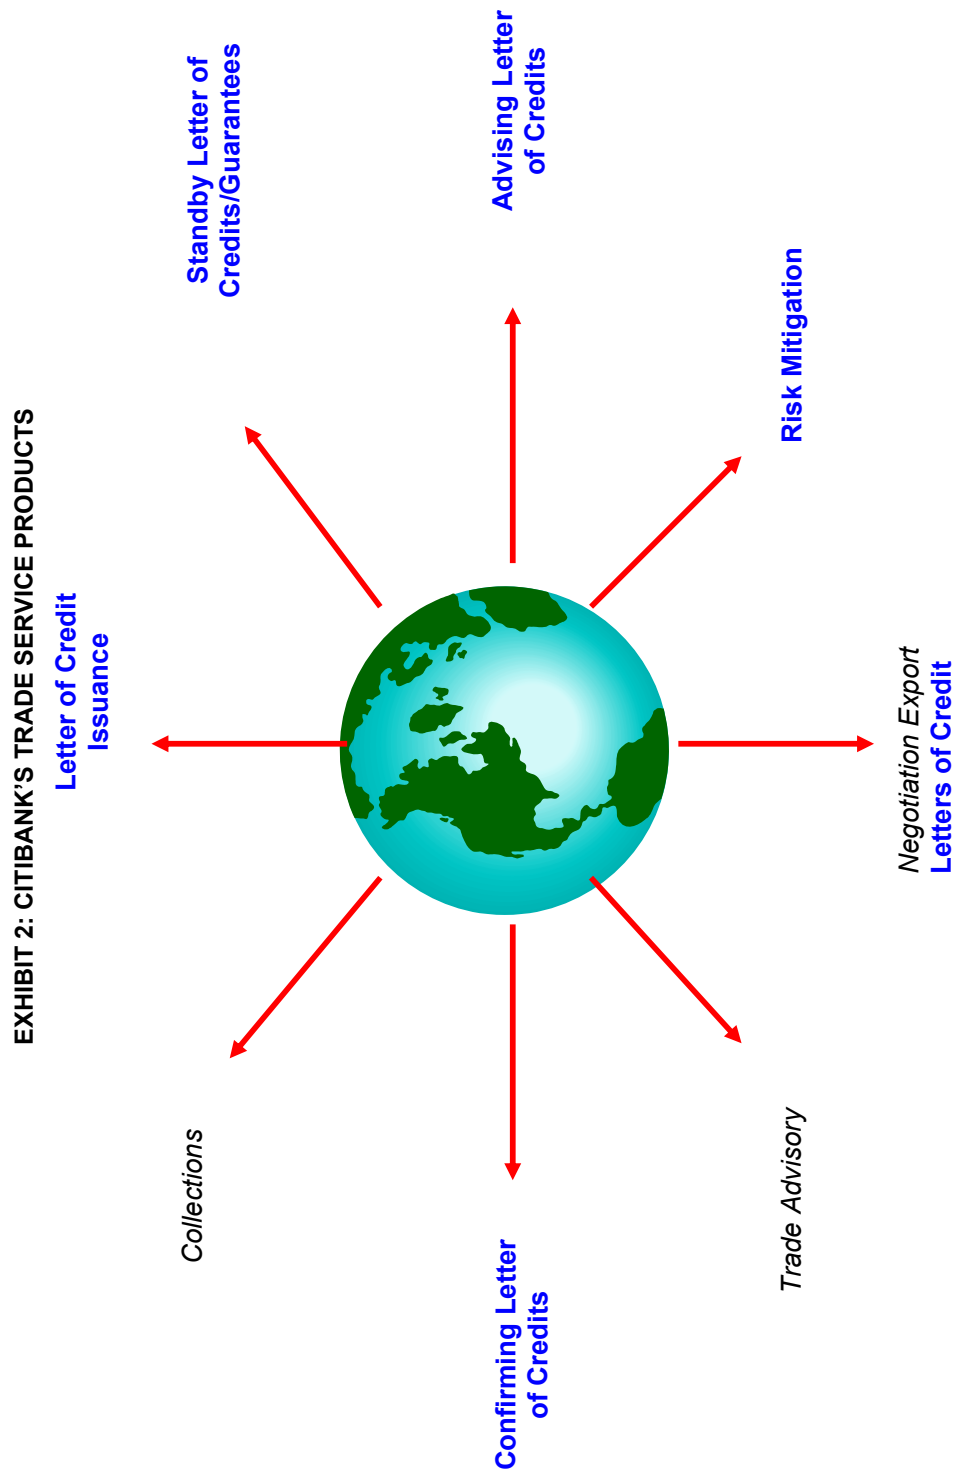 EXHIBIT 2: CITIBANK'S TRADE SERVICE PRODUCTS
Letter of Credit
Issuance
Standby Letter of
Credits/Guarantees
Advising Letter
of Credits
Risk Mitigation
Negotiation Export
Letters of Credit
Trade Advisory
Confirming Letter
of Credits
Collections